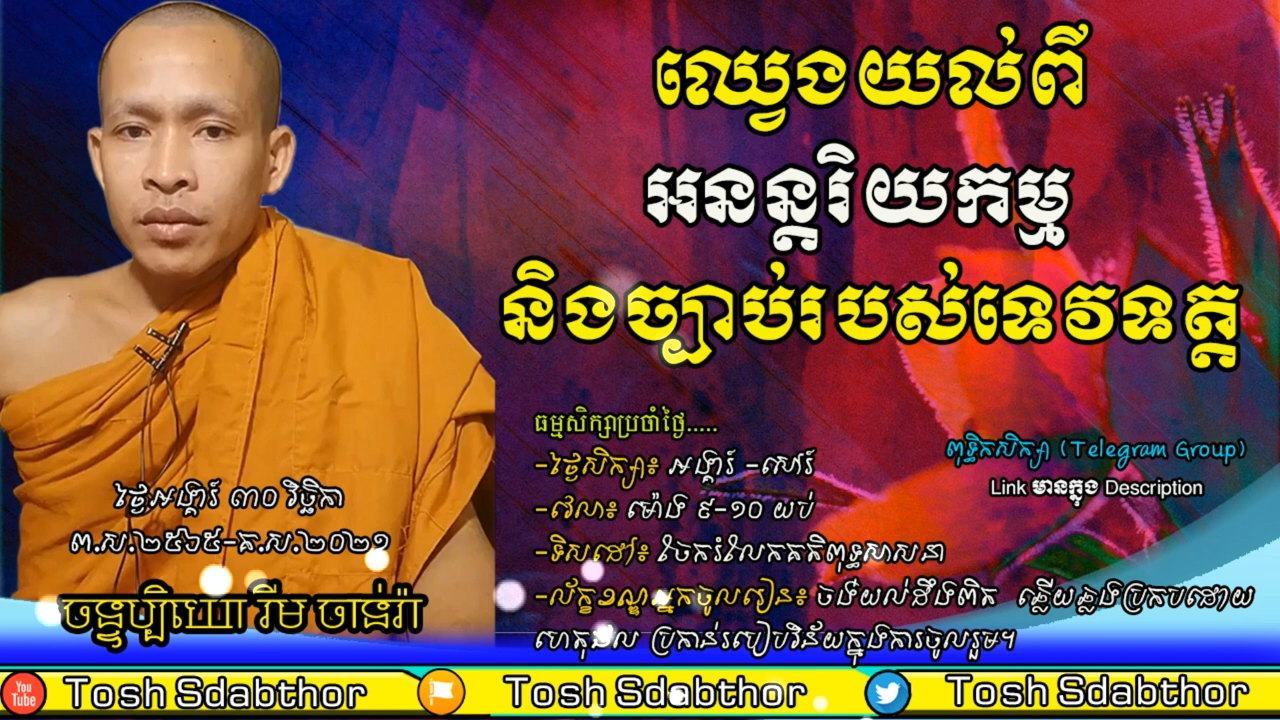 ឈ្វេងយល់ពី
អនន្តរិយកម្ម
និងច្បាប់របស់ទេវទត្ត
ធម្មសិក្សាប្រចាំថ្ងៃ.....
-ថ្ងៃសិក្សា៖ អង្គារ៍ -សៅរ៍
-វេលា៖ ម៉ោង ៩-១០ យប់
-ទិសដៅ៖ ចែករំលែកគតិពុទ្ធសាសនា
-ល័ក្ខខណ្ឌអ្នកចូលរៀន៖ ចង់យល់ដឹងពិត ឆ្លើយឆ្លងប្រកបដោយ
ហេតុផល ប្រកាន់របៀបវិន័យក្នុងការចូលរួម។
ពុទ្ធិកសិក្សា (Telegram Group)
Link មានក្នុង Description
ថ្ងៃអង្គារ៍ ៣០ វិច្ឆិកា
ព.ស.២៥៦៥-គ.ស.២០២១
ចន្ទប្បិយោ រីម ចាន់រ៉ា
You Tube Tosh Sdabthor Tosh Sdabthor Tosh Sdabthor